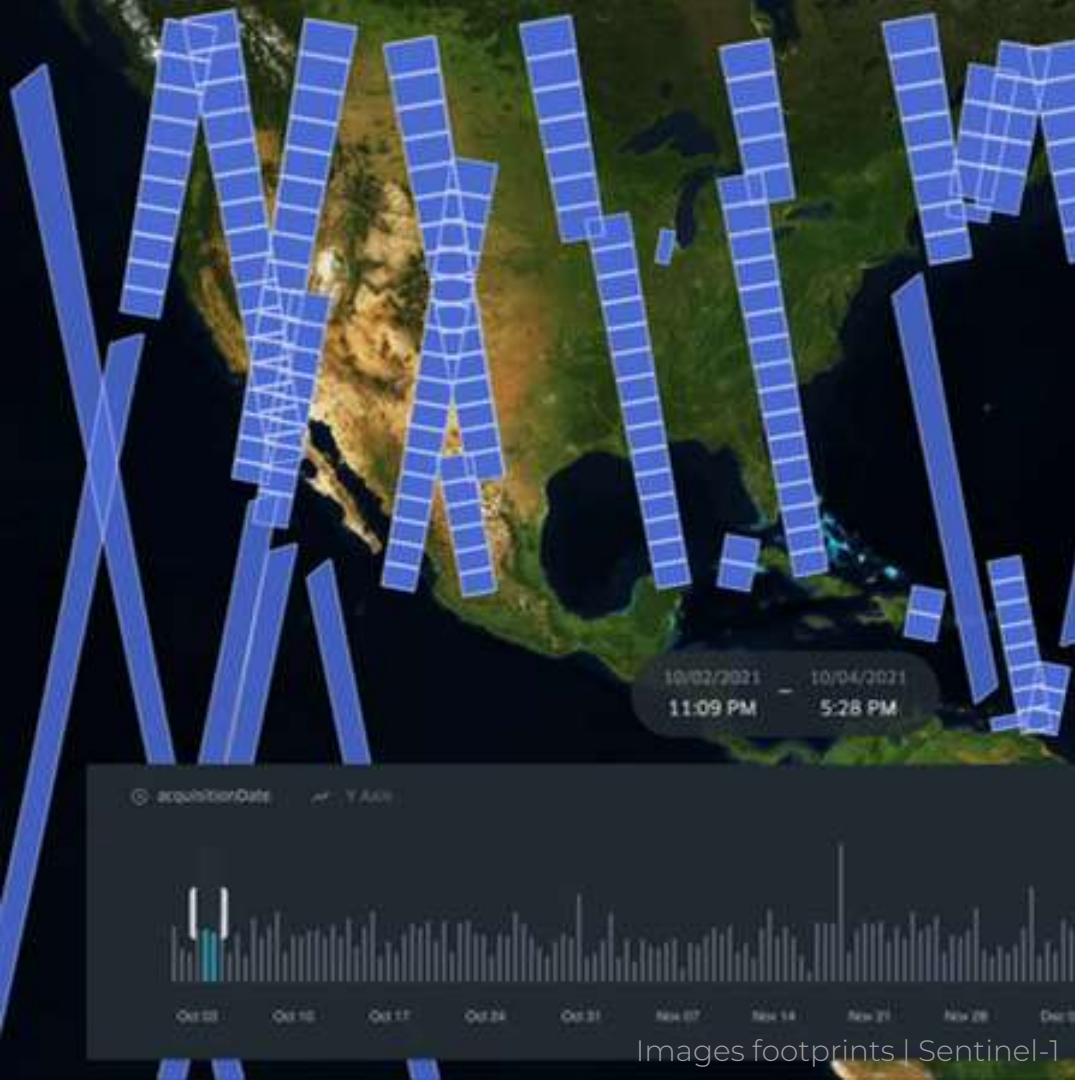 10/02/2021 – 10/04/2021
11:09 PM 5:28 PM
acquisitionDate Y Axis
Oct 03 Oct 10 Oct 17 Oct 24 Oct 31 Nov 07 Nov 14 Nov 21 Nov 28 Dec
Images footprints | Sentinel-1